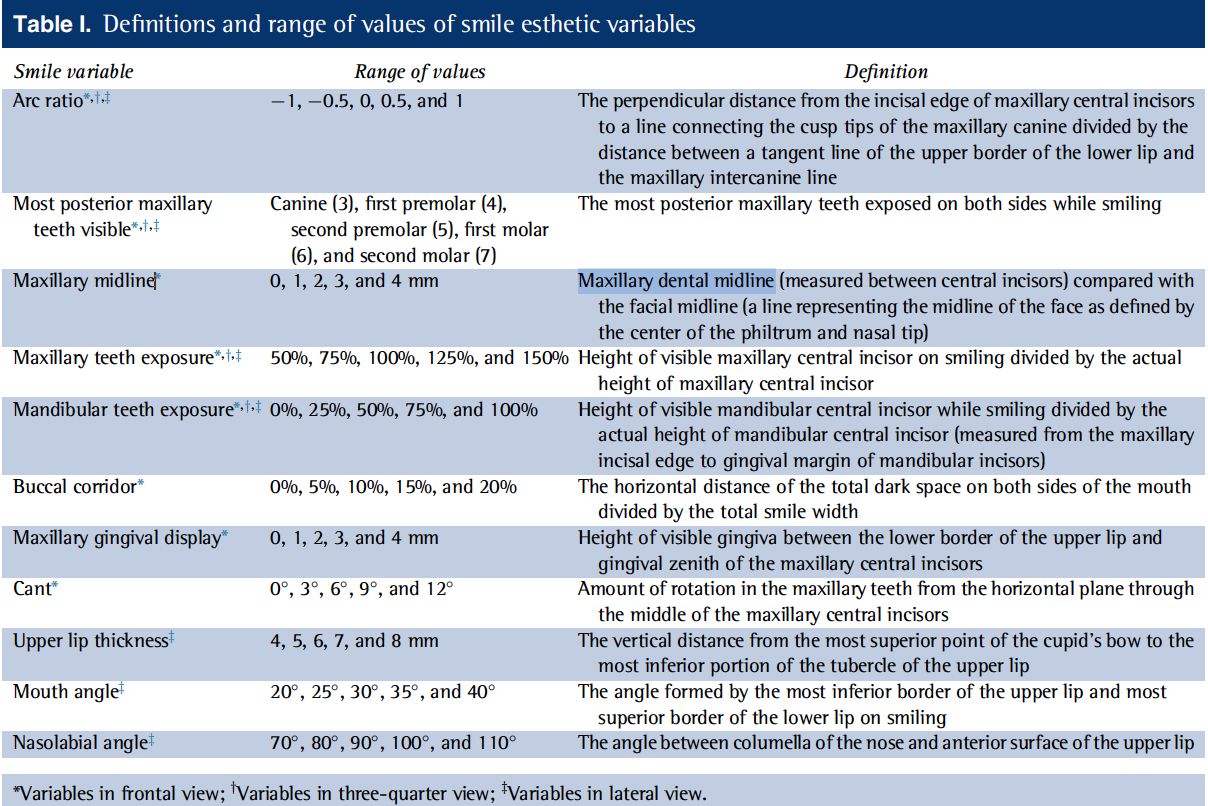 Table I. Definitions and range of values of smile esthetic variables
Smile variable Range of values Definition
Arc ratio*,†,‡ −1, −0.5, 0, 0.5, and 1 The perpendicular distance from the incisal edge of maxillary central incisors
to a line connecting the cusp tips of the maxillary canine divided by the
distance between a tangent line of the upper border of the lower lip and
the maxillary intercanine line
Most posterior maxillary Canine (3), first premolar (4), The most posterior maxillary teeth exposed on both sides while smiling
teeth visible*,†,‡ second premolar (5), first molar
(6), and second molar (7)
Maxillary midline* 0, 1, 2, 3, and 4 mm Maxillary dental midline (measured between central incisors) compared with
the facial midline (a line representing the midline of the face as defined by
the center of the philtrum and nasal tip)
Maxillary teeth exposure*,†,‡ 50%, 75%, 100%, 125%, and 150% Height of visible maxillary central incisor on smiling divided by the actual
height of maxillary central incisor
Mandibular teeth exposure*,†,‡ 0%, 25%, 50%, 75%, and 100% Height of visible mandibular central incisor while smiling divided by the
actual height of mandibular central incisor (measured from the maxillary
incisal edge to gingival margin of mandibular incisors)
Buccal corridor* 0%, 5%, 10%, 15%, and 20% The horizontal distance of the total dark space on both sides of the mouth
divided by the total smile width
Maxillary gingival display* 0, 1, 2, 3, and 4 mm Height of visible gingiva between the lower border of the upper lip and
gingival zenith of the maxillary central incisors
Cant* 0°, 3°, 6°, 9°, and 12° Amount of rotation in the maxillary teeth from the horizontal plane through
the middle of the maxillary central incisors
Upper lip thickness‡ 4, 5, 6, 7, and 8 mm The vertical distance from the most superior point of the cupid's bow to the
most inferior portion of the tubercle of the upper lip
Mouth angle‡ 20°, 25°, 30°, 35°, and 40° The angle formed by the most inferior border of the upper lip and most
superior border of the lower lip on smiling
Nasolabial angle‡ 70°, 80°, 90°, 100°, and 110° The angle between columella of the nose and anterior surface of the upper lip
*Variables in frontal view; †Variables in three-quarter view; ‡Variables in lateral view.